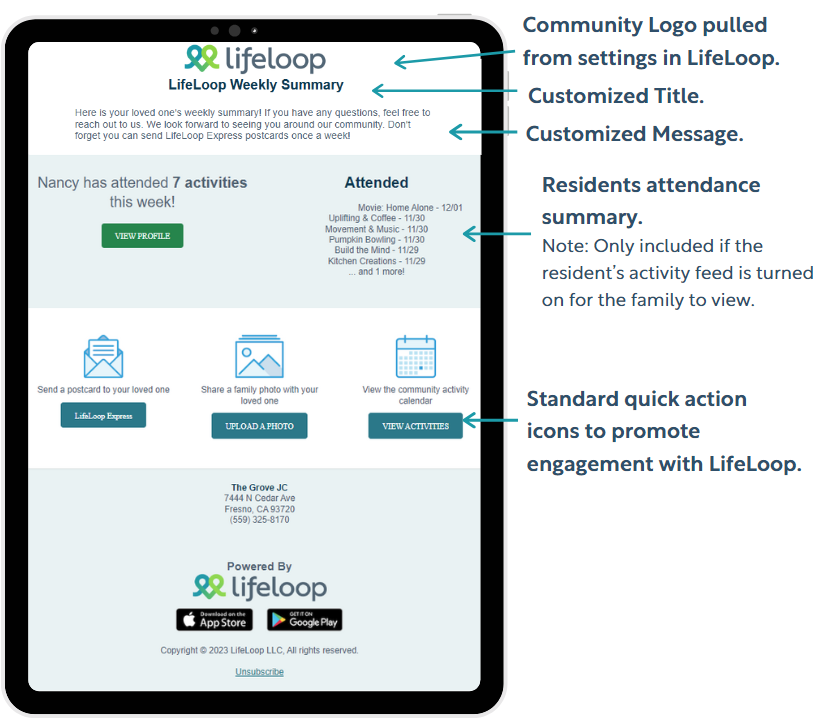 lifeloop
LifeLoop Weekly Summary
Here is your loved one's weekly summary! If you have any questions, feel free to
reach out to us. We look forward to seeing you around our community. Don't
forget you can send LifeLoop Express postcards once a week!
Nancy has attended 7 activities
this week!
VIEW PROFILE
Attended
Movie: Home Alone - 12/01
Uplifting & Coffee - 11/30
Movement & Music - 11/30
Pumpkin Bowling - 11/30
Build the Mind - 11/29
Kitchen Creations - 11/29
... and 1 more!
Send a postcard to your loved one
LifeLoop Express
Share a family photo with your
loved one
UPLOAD A PHOTO
View the community activity
calendar
VIEW ACTIVITIES
The Grove JC
7444 N Cedar Ave
Fresno, CA 93720
(559) 325-8170
Powered By
lifeloop
Download on the
App Store
GET IT ON
Google Play
Copyright © 2023 LifeLoop LLC, All rights reserved.
Unsubscribe
Community Logo pulled
from settings in LifeLoop.
Customized Title.
Customized Message.
Residents attendance
summary.
Note: Only included if the
resident's activity feed is turned
on for the family to view.
Standard quick action
icons to promote
engagement with LifeLoop.